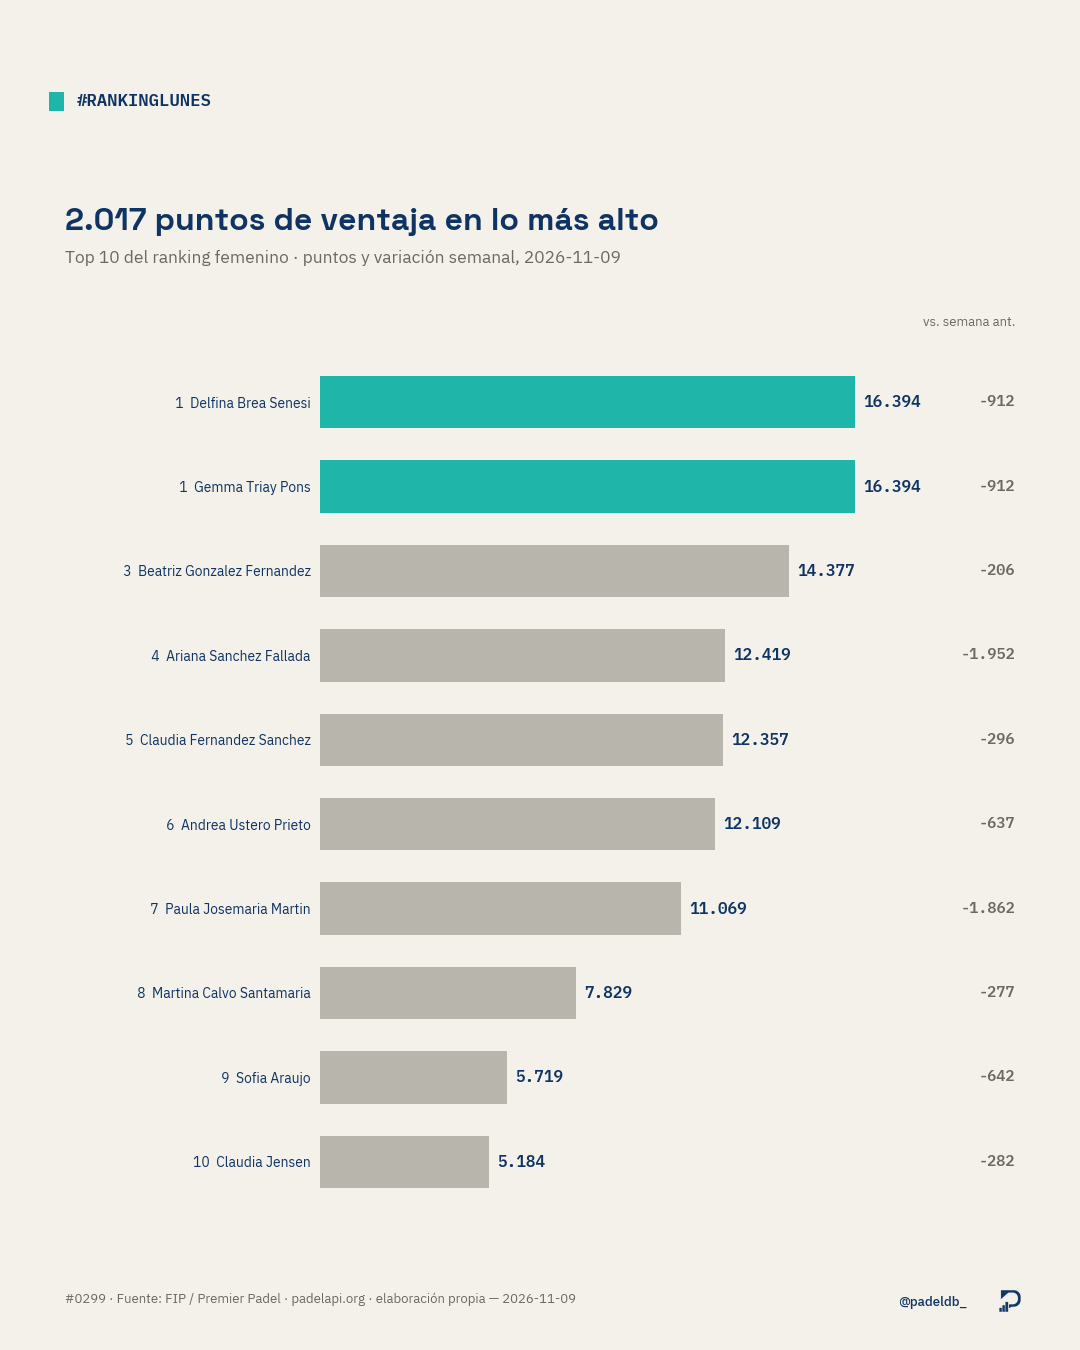 #RANKINGLUNES
2.017 puntos de ventaja en lo más alto
Top 10 del ranking femenino · puntos y variación semanal, 2026-11-09
vs. semana ant.
1 Delfina Brea Senesi 16.394 -912
1 Gemma Triay Pons 16.394 -912
3 Beatriz Gonzalez Fernandez 14.377 -206
4 Ariana Sanchez Fallada 12.419 -1.952
5 Claudia Fernandez Sanchez 12.357 -296
6 Andrea Ustero Prieto 12.109 -637
7 Paula Josemaria Martin 11.069 -1.862
8 Martina Calvo Santamaria 7.829 -277
9 Sofia Araujo 5.719 -642
10 Claudia Jensen 5.184 -282
#0299 · Fuente: FIP / Premier Padel · padelapi.org · elaboración propia — 2026-11-09
@padeldb_